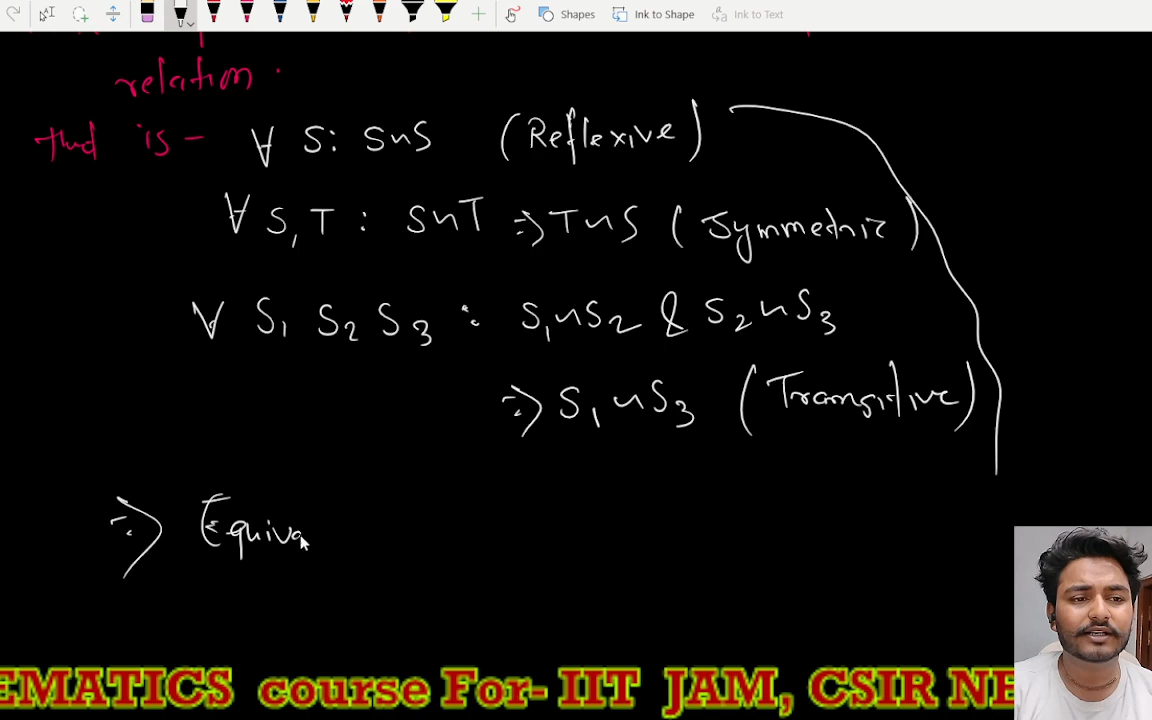 Shapes Ink to Shape Ink to Text
relation.
that is - ∀ S: S~S (Reflexive)
∀ S,T : S~T ⇒ T~S (Symmetric)
∀ S₁ S₂ S₃ : S₁~S₂ & S₂~S₃
⇒ S₁~S₃ (Transitive)
⇒ Equiva
EMATICS course For- IIT JAM, CSIR NE